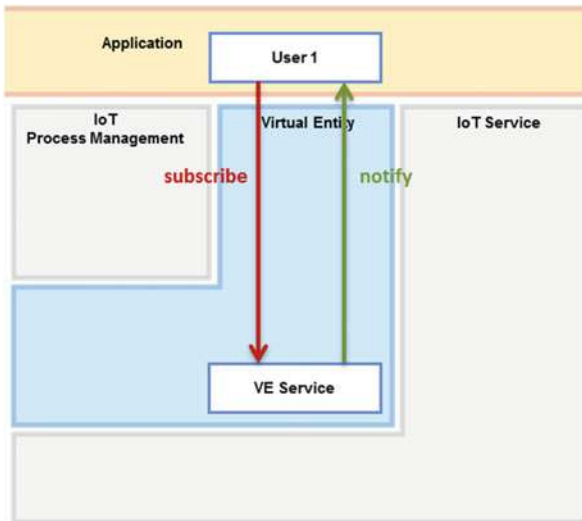 Application
User 1
IoT
Process Management
Virtual Entity
IoT Service
subscribe
notify
VE Service